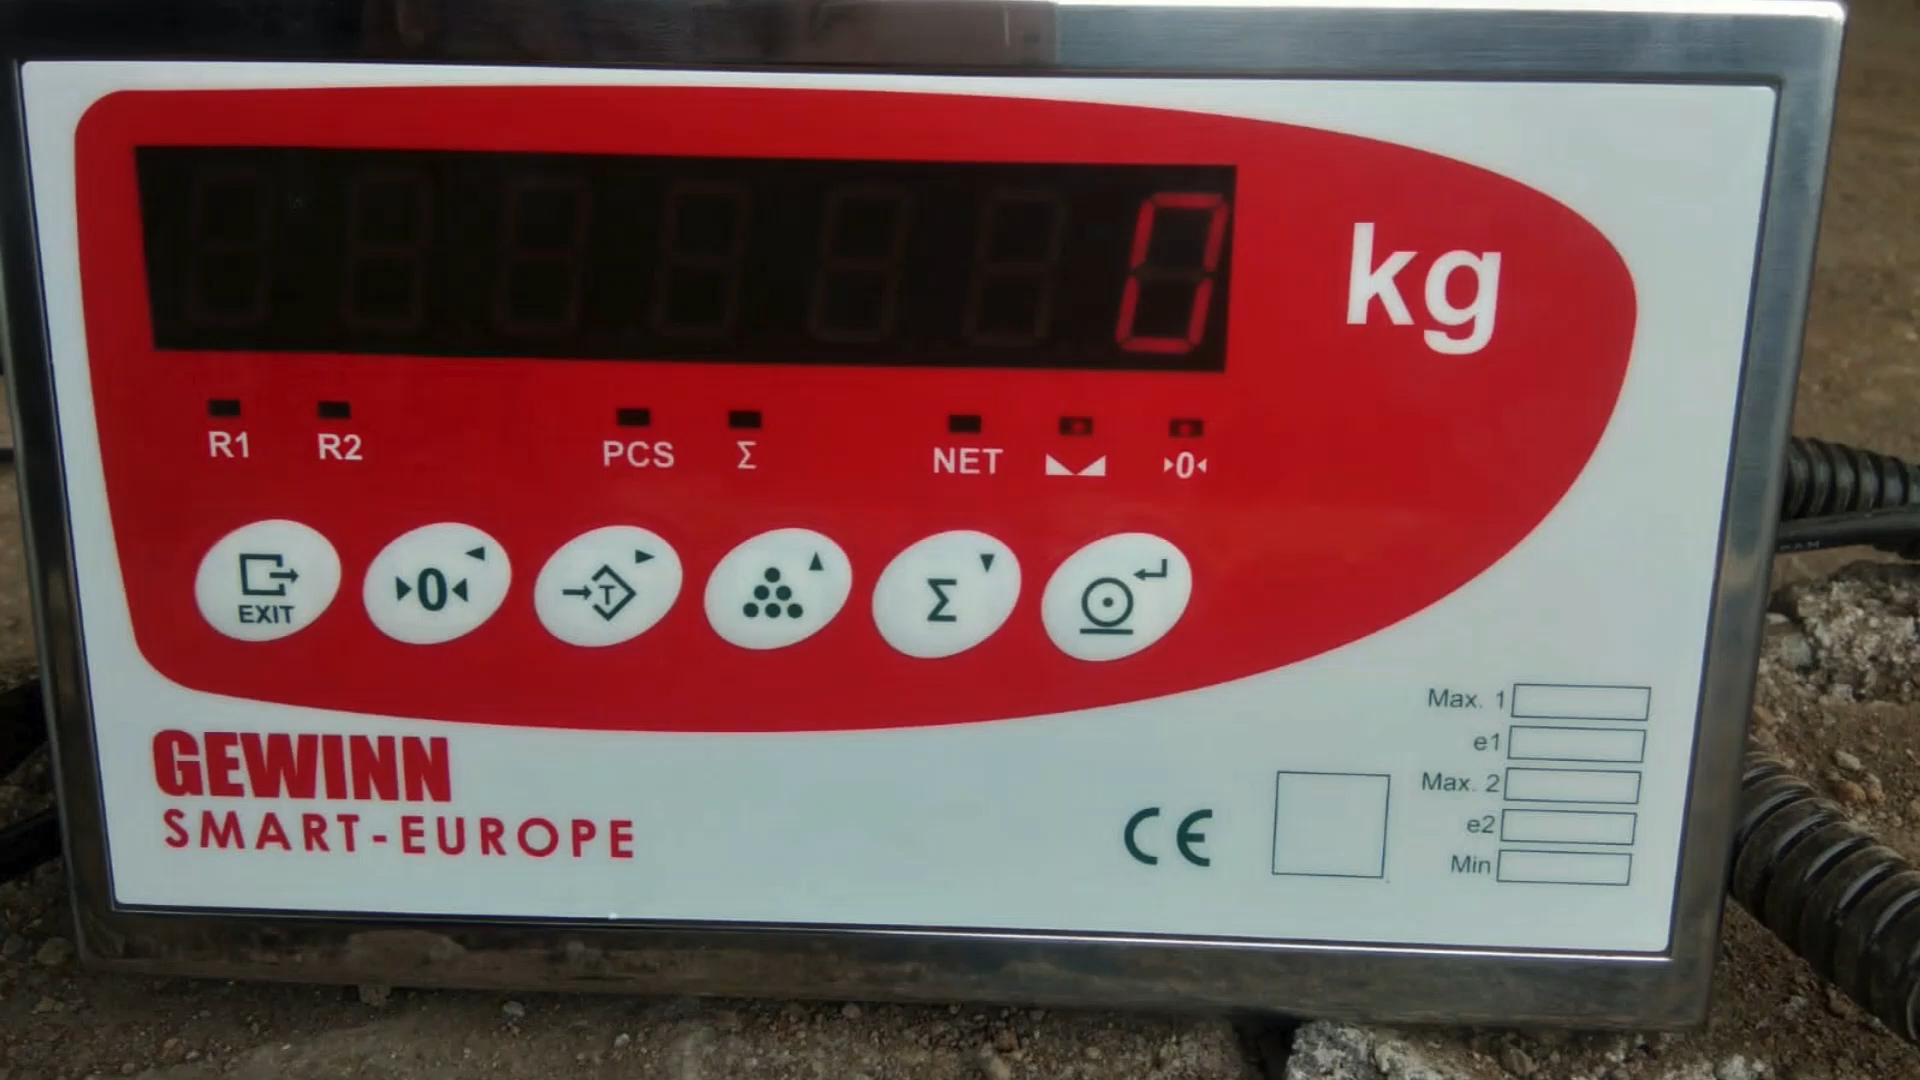 0 kg
R1 R2 PCS Σ NET ▸0◂
EXIT ▸0◂ T Σ
GEWINN
SMART-EUROPE
CE
Max. 1
e1
Max. 2
e2
Min